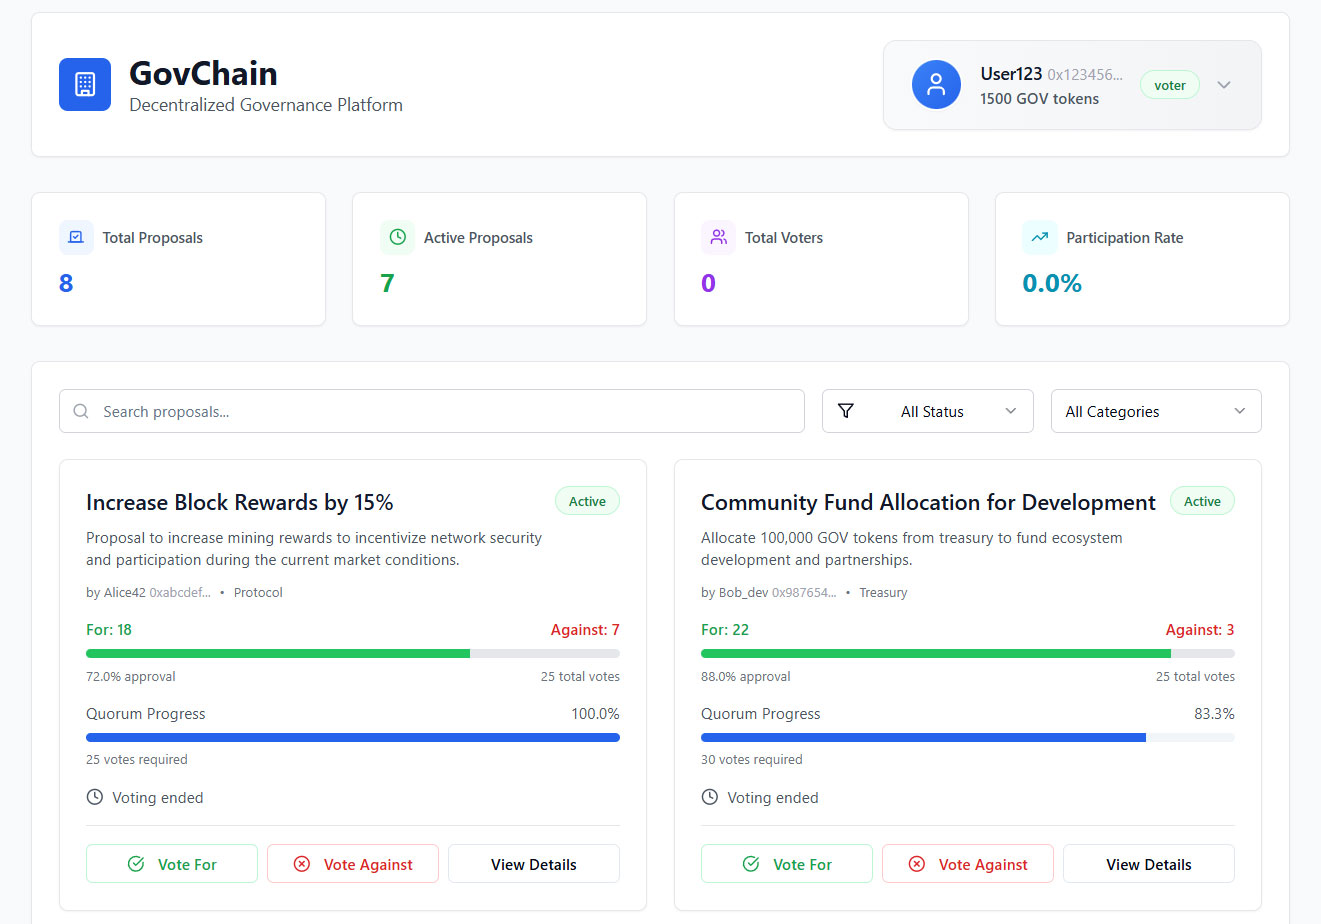 GovChain
Decentralized Governance Platform
User123 0x123456...
1500 GOV tokens
voter
Total Proposals
8
Active Proposals
7
Total Voters
0
Participation Rate
0.0%
Search proposals...
All Status
All Categories
Increase Block Rewards by 15%
Active
Proposal to increase mining rewards to incentivize network security
and participation during the current market conditions.
by Alice42 0xabcdef... • Protocol
For: 18
Against: 7
72.0% approval
25 total votes
Quorum Progress
100.0%
25 votes required
Voting ended
Vote For
Vote Against
View Details
Community Fund Allocation for Development
Active
Allocate 100,000 GOV tokens from treasury to fund ecosystem
development and partnerships.
by Bob_dev 0x987654... • Treasury
For: 22
Against: 3
88.0% approval
25 total votes
Quorum Progress
83.3%
30 votes required
Voting ended
Vote For
Vote Against
View Details